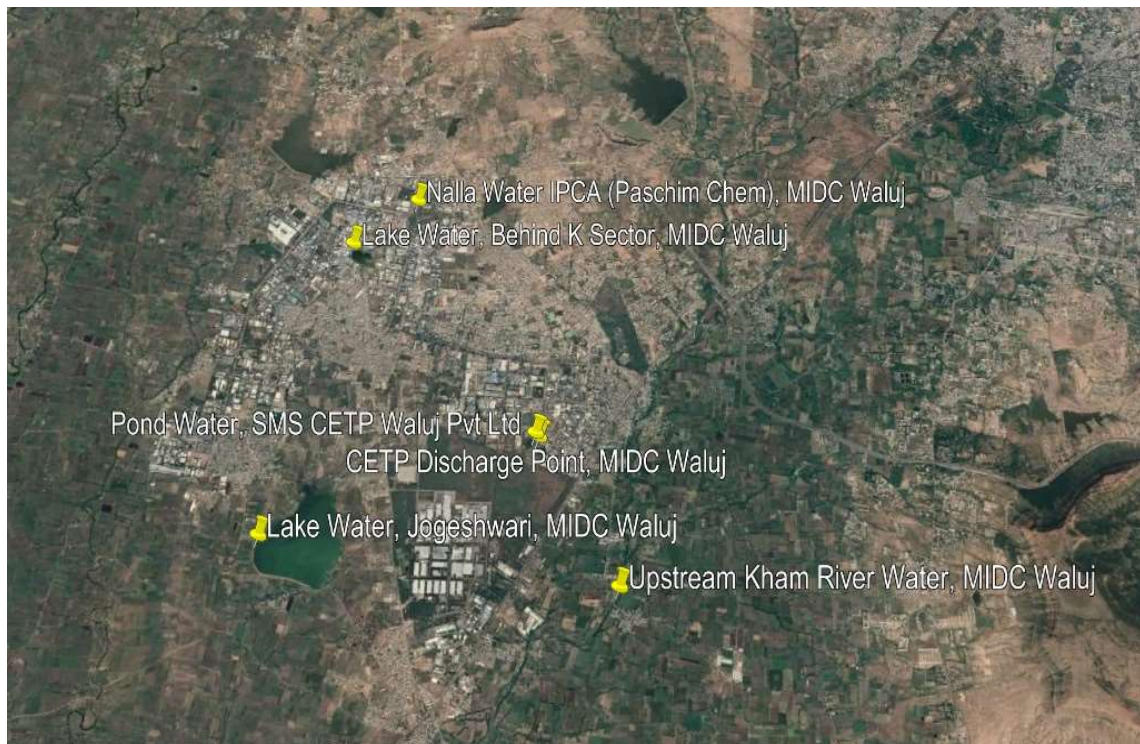 Nalla Water IPCA (Paschim Chem), MIDC Waluj
Lake Water, Behind K Sector, MIDC Waluj
Pond Water, SMS CETP Waluj Pvt Ltd
CETP Discharge Point, MIDC Waluj
Lake Water, Jogeshwari, MIDC Waluj
Upstream Kham River Water, MIDC Waluj